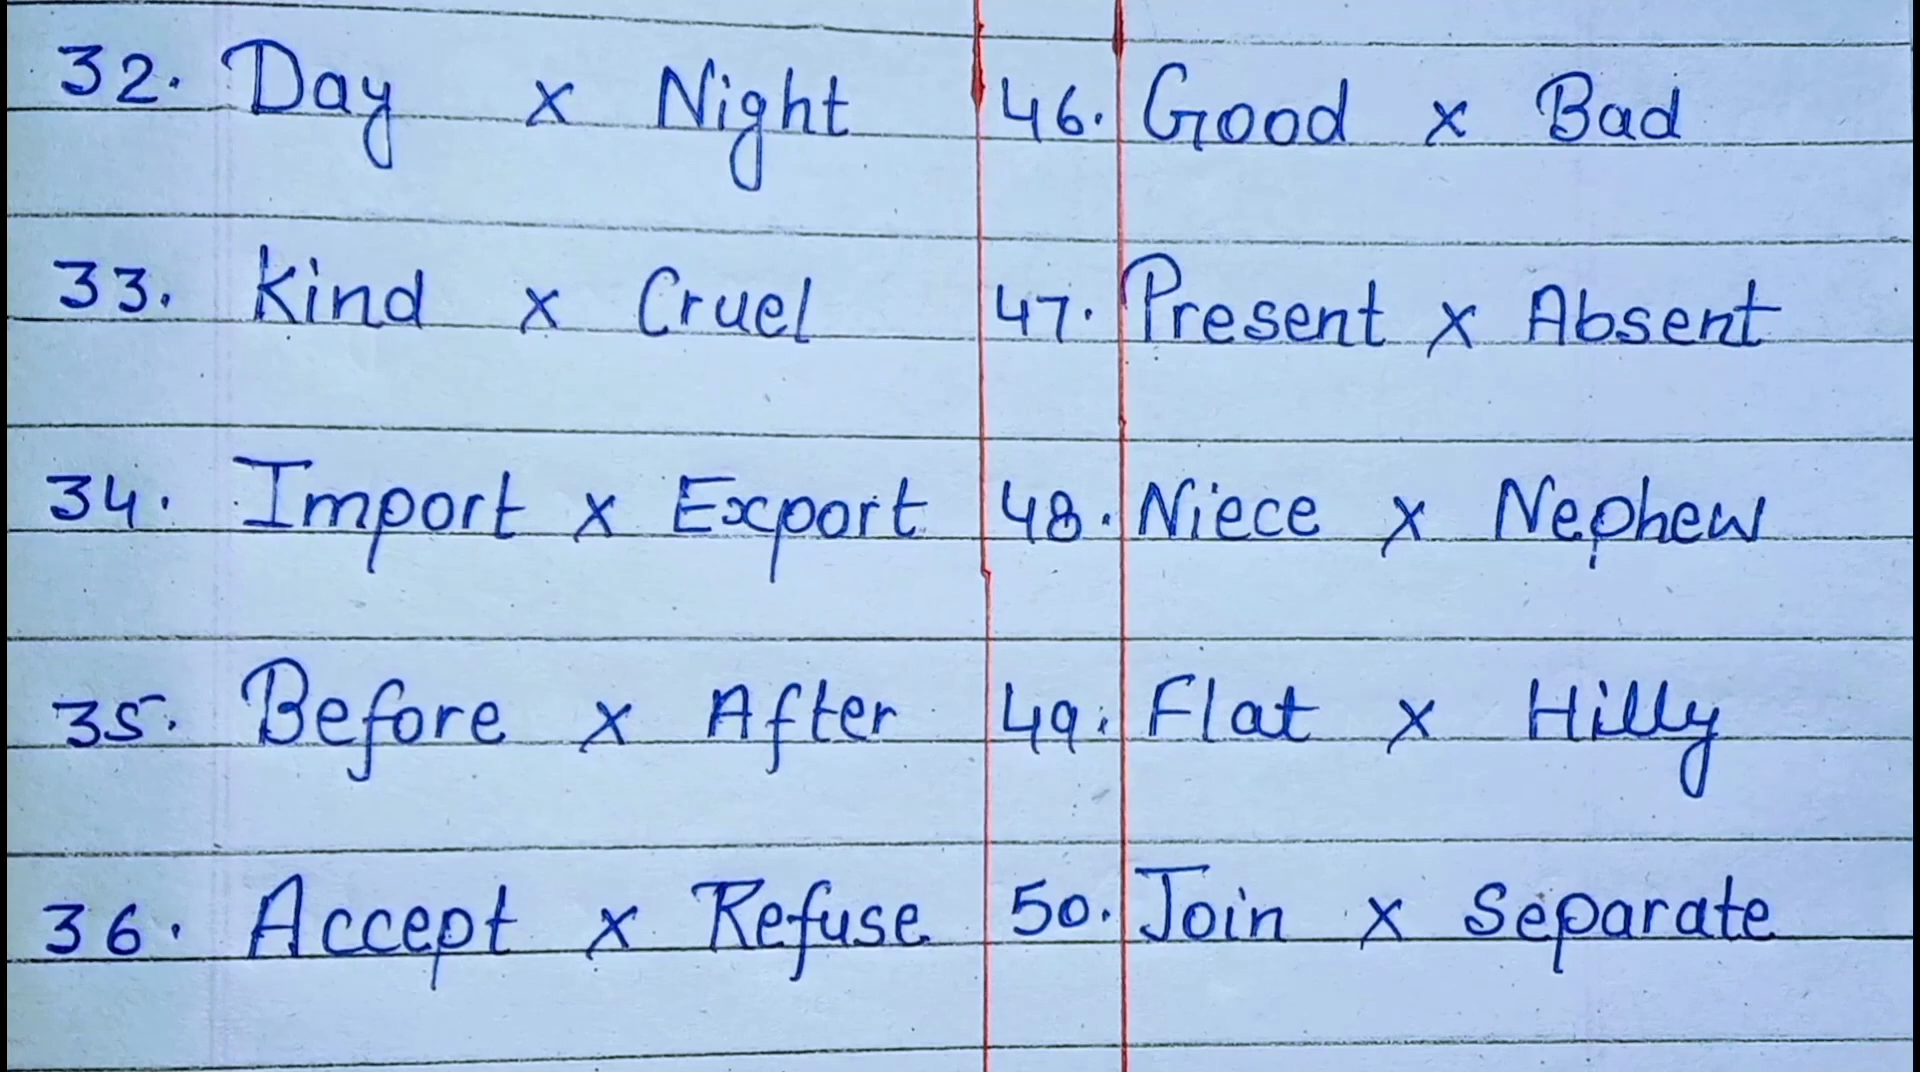 32. Day x Night
33. Kind x Cruel
34. Import x Export
35. Before x After
36. Accept x Refuse
46. Good x Bad
47. Present x Absent
48. Niece x Nephew
49. Flat x Hilly
50. Join x Separate